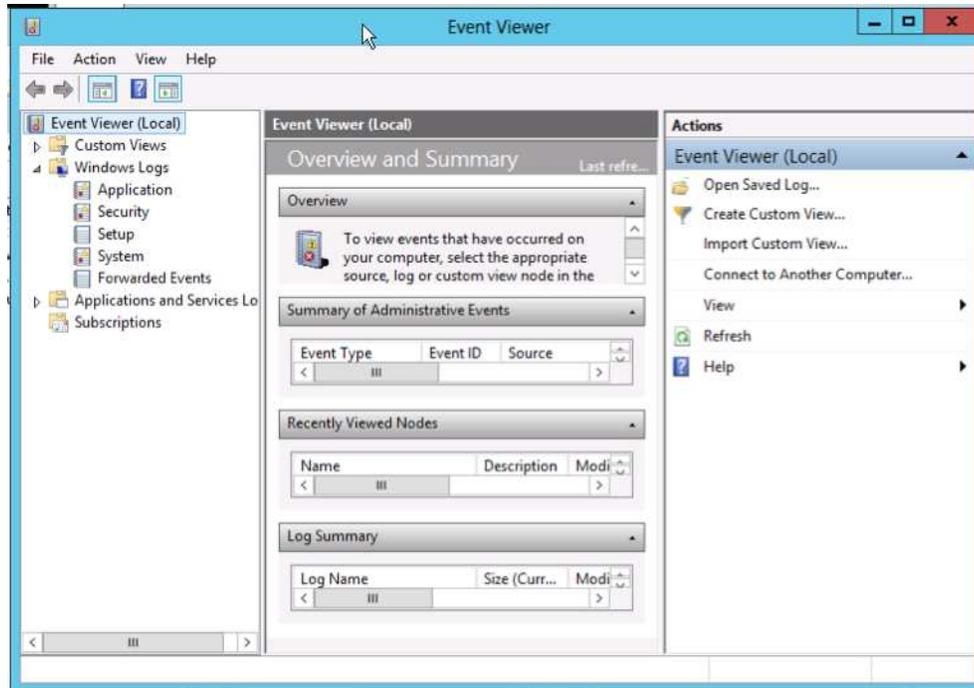 Event Viewer
File Action View Help
Event Viewer (Local)
Custom Views
Windows Logs
Application
Security
Setup
System
Forwarded Events
Applications and Services Lo
Subscriptions
Event Viewer (Local)
Overview and Summary Last refre...
Overview
To view events that have occurred on
your computer, select the appropriate
source, log or custom view node in the
Summary of Administrative Events
Event Type Event ID Source
Recently Viewed Nodes
Name Description Modi
Log Summary
Log Name Size (Curr... Modi
Actions
Event Viewer (Local)
Open Saved Log...
Create Custom View...
Import Custom View...
Connect to Another Computer...
View
Refresh
Help